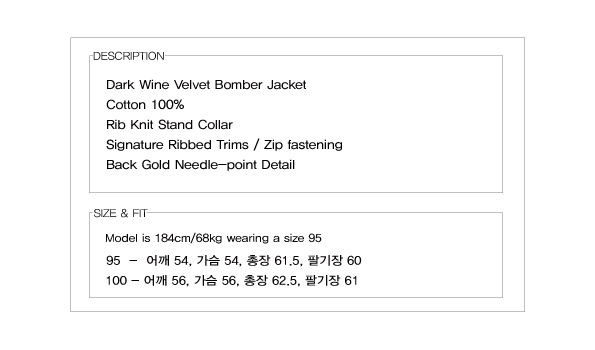 DESCRIPTION
Dark Wine Velvet Bomber Jacket
Cotton 100%
Rib Knit Stand Collar
Signature Ribbed Trims / Zip fastening
Back Gold Needle-point Detail
SIZE & FIT
Model is 184cm/68kg wearing a size 95
95 - 어깨 54, 가슴 54, 총장 61.5, 팔기장 60
100 - 어깨 56, 가슴 56, 총장 62.5, 팔기장 61